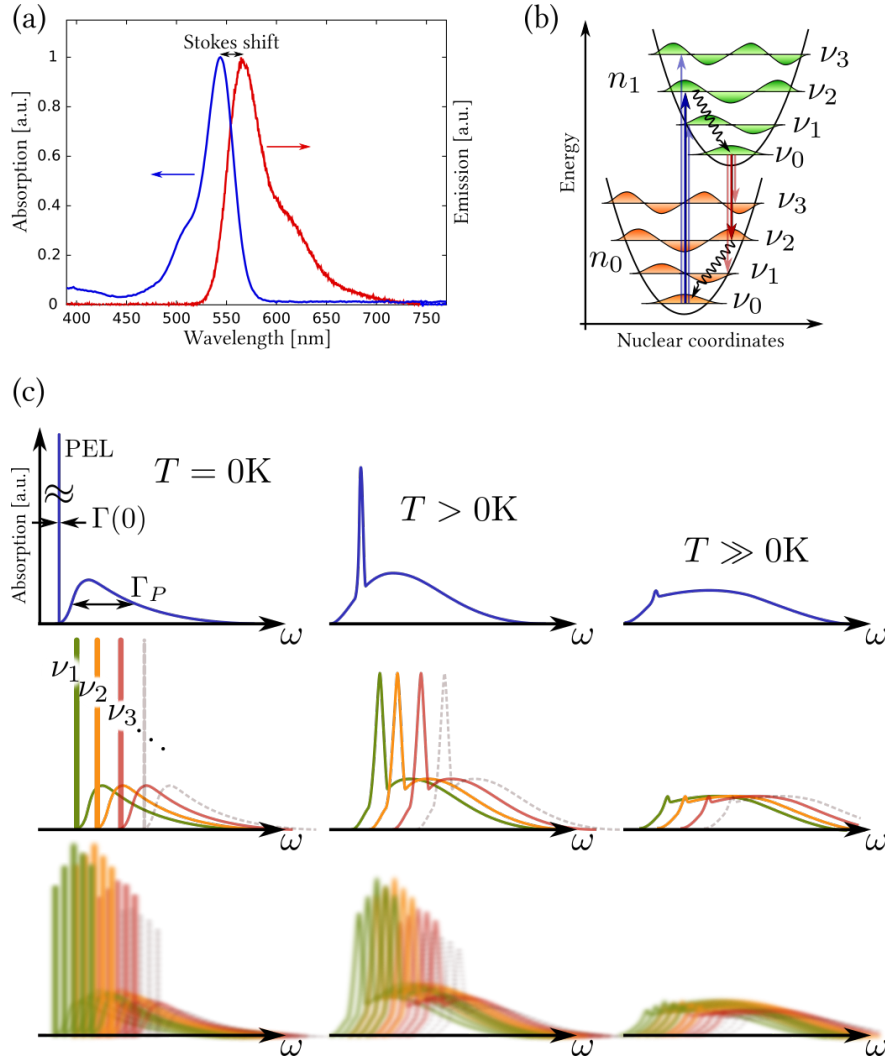 (a)
Stokes shift
1
0.8
0.6
0.4
0.2
0
Absorption [a.u.]
Emission [a.u.]
400 450 500 550 600 650 700 750
Wavelength [nm]
(b)
Energy
n₁
ν₃
ν₂
ν₁
ν₀
n₀
ν₃
ν₂
ν₁
ν₀
Nuclear coordinates
(c)
Absorption [a.u.]
PEL
≈
Γ(0)
Γ_P
T = 0K
ω
T > 0K
ω
T ≫ 0K
ω
ν₁
ν₂
ν₃
...
ω
ω
ω
ω
ω
ω